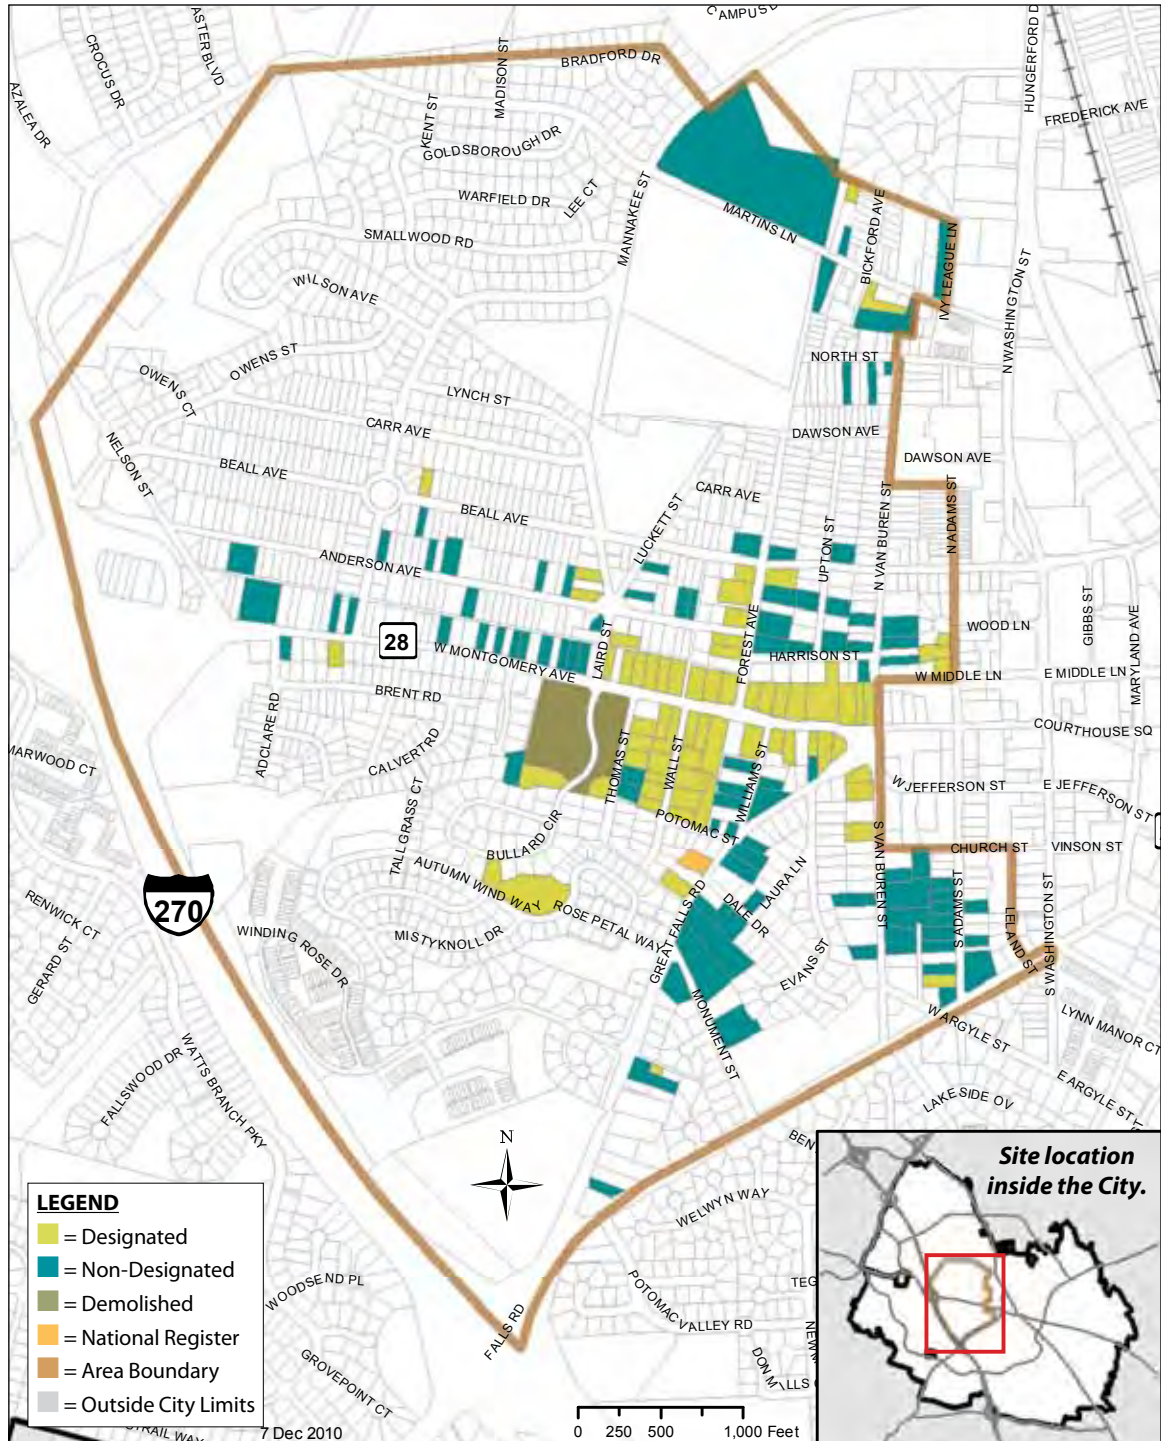 CAMPUS D
ASTER BLVD
CROCUS DR
AZALEA DR
MADISON ST
BRADFORD DR
HUNGERFORD D
FREDERICK AVE
KENT ST
GOLDSBOROUGH DR
WARFIELD DR
LEE CT
MANNAKEE ST
MARTINS LN
BICKFORD AVE
IVY LEAGUE LN
N WASHINGTON ST
SMALLWOOD RD
WILSON AVE
OWENS ST
OWENS CT
NELSON ST
LYNCH ST
CARR AVE
BEALL AVE
BEALL AVE
NORTH ST
DAWSON AVE
DAWSON AVE
CARR AVE
LUCKETT ST
UPTON ST
N VAN BUREN ST
N ADAMS ST
ANDERSON AVE
GIBBS ST
MARYLAND AVE
WOOD LN
28
W MONTGOMERY AVE
LAIRD ST
FOREST AVE
HARRISON ST
W MIDDLE LN
E MIDDLE LN
BRENT RD
ADCLARE RD
CALVERT RD
COURTHOUSE SQ
MARWOOD CT
THOMAS ST
WALL ST
WILLIAMS ST
W JEFFERSON ST
E JEFFERSON ST
TALL GRASS CT
BULLARD CIR
POTOMAC ST
S VAN BUREN ST
CHURCH ST
VINSON ST
AUTUMN WIND WAY
ROSE PETAL WAY
LAURA LN
DALE DR
GREAT FALLS RD
S ADAMS ST
LELAND ST
S WASHINGTON ST
270
RENWICK CT
GERARD ST
WINDING ROSE DR
MISTYKNOLL DR
EVANS ST
MONUMENT ST
W ARGYLE ST
LYNN MANOR CT
E ARGYLE ST
LAKESIDE OV
FALLSWOOD DR
WATTS BRANCH PKY
N
BEN
WELWYN WAY
POTOMAC VALLEY RD
TEG
NEW M
DON M
LLS
FALLS RD
WOODSEND PL
GROVEPOINT CT
TRAIL WAY
LEGEND
= Designated
= Non-Designated
= Demolished
= National Register
= Area Boundary
= Outside City Limits
7 Dec 2010
0 250 500 1,000 Feet
Site location
inside the City.